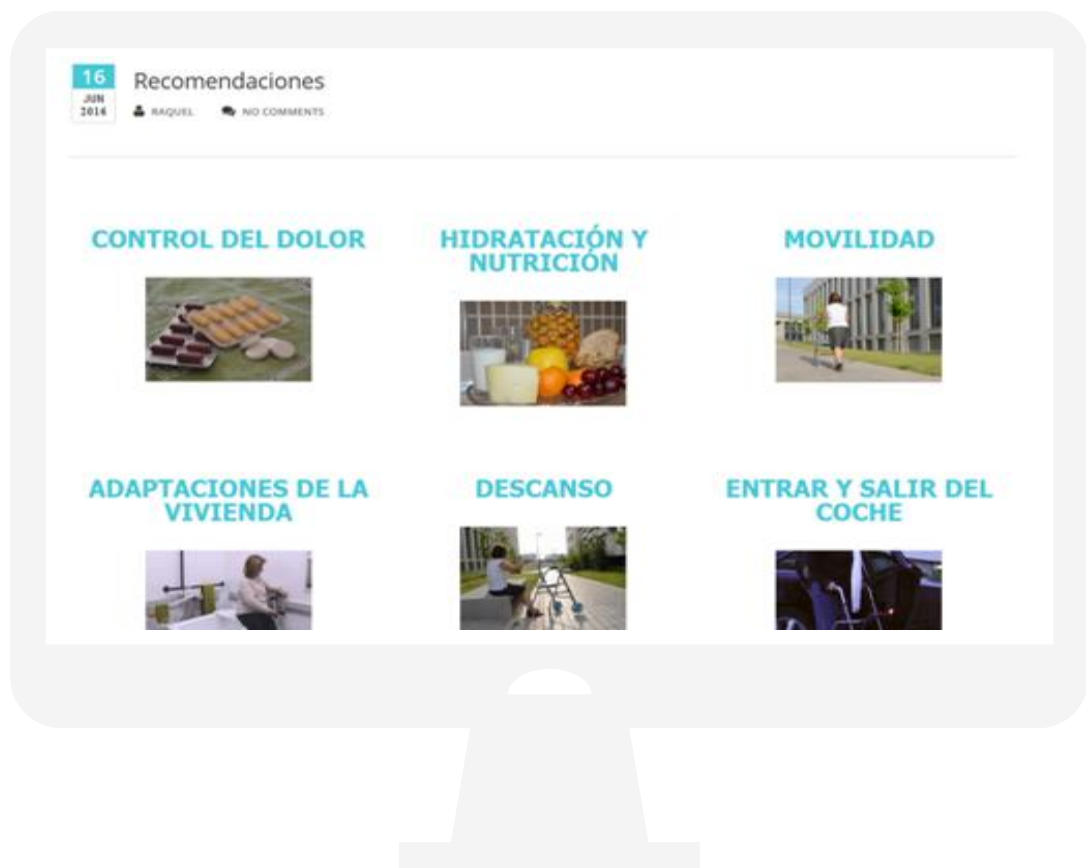 16
JUN
2014
Recomendaciones
RAQUEL NO COMMENTS
CONTROL DEL DOLOR
HIDRATACIÓN Y
NUTRICIÓN
MOVILIDAD
ADAPTACIONES DE LA
VIVIENDA
DESCANSO
ENTRAR Y SALIR DEL
COCHE